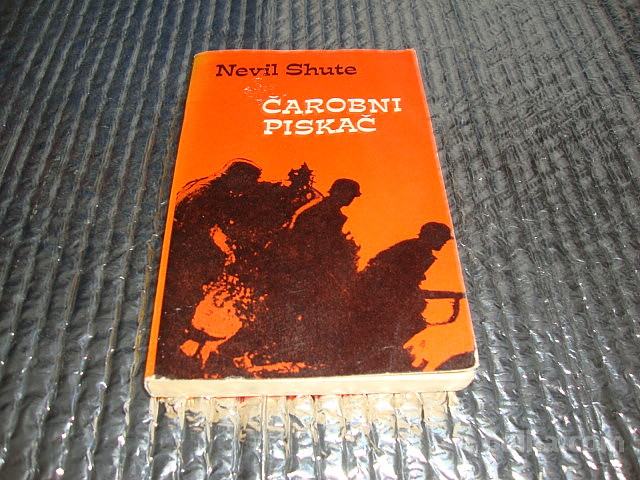 Nevil Shute
ČAROBNI
PISKAČ